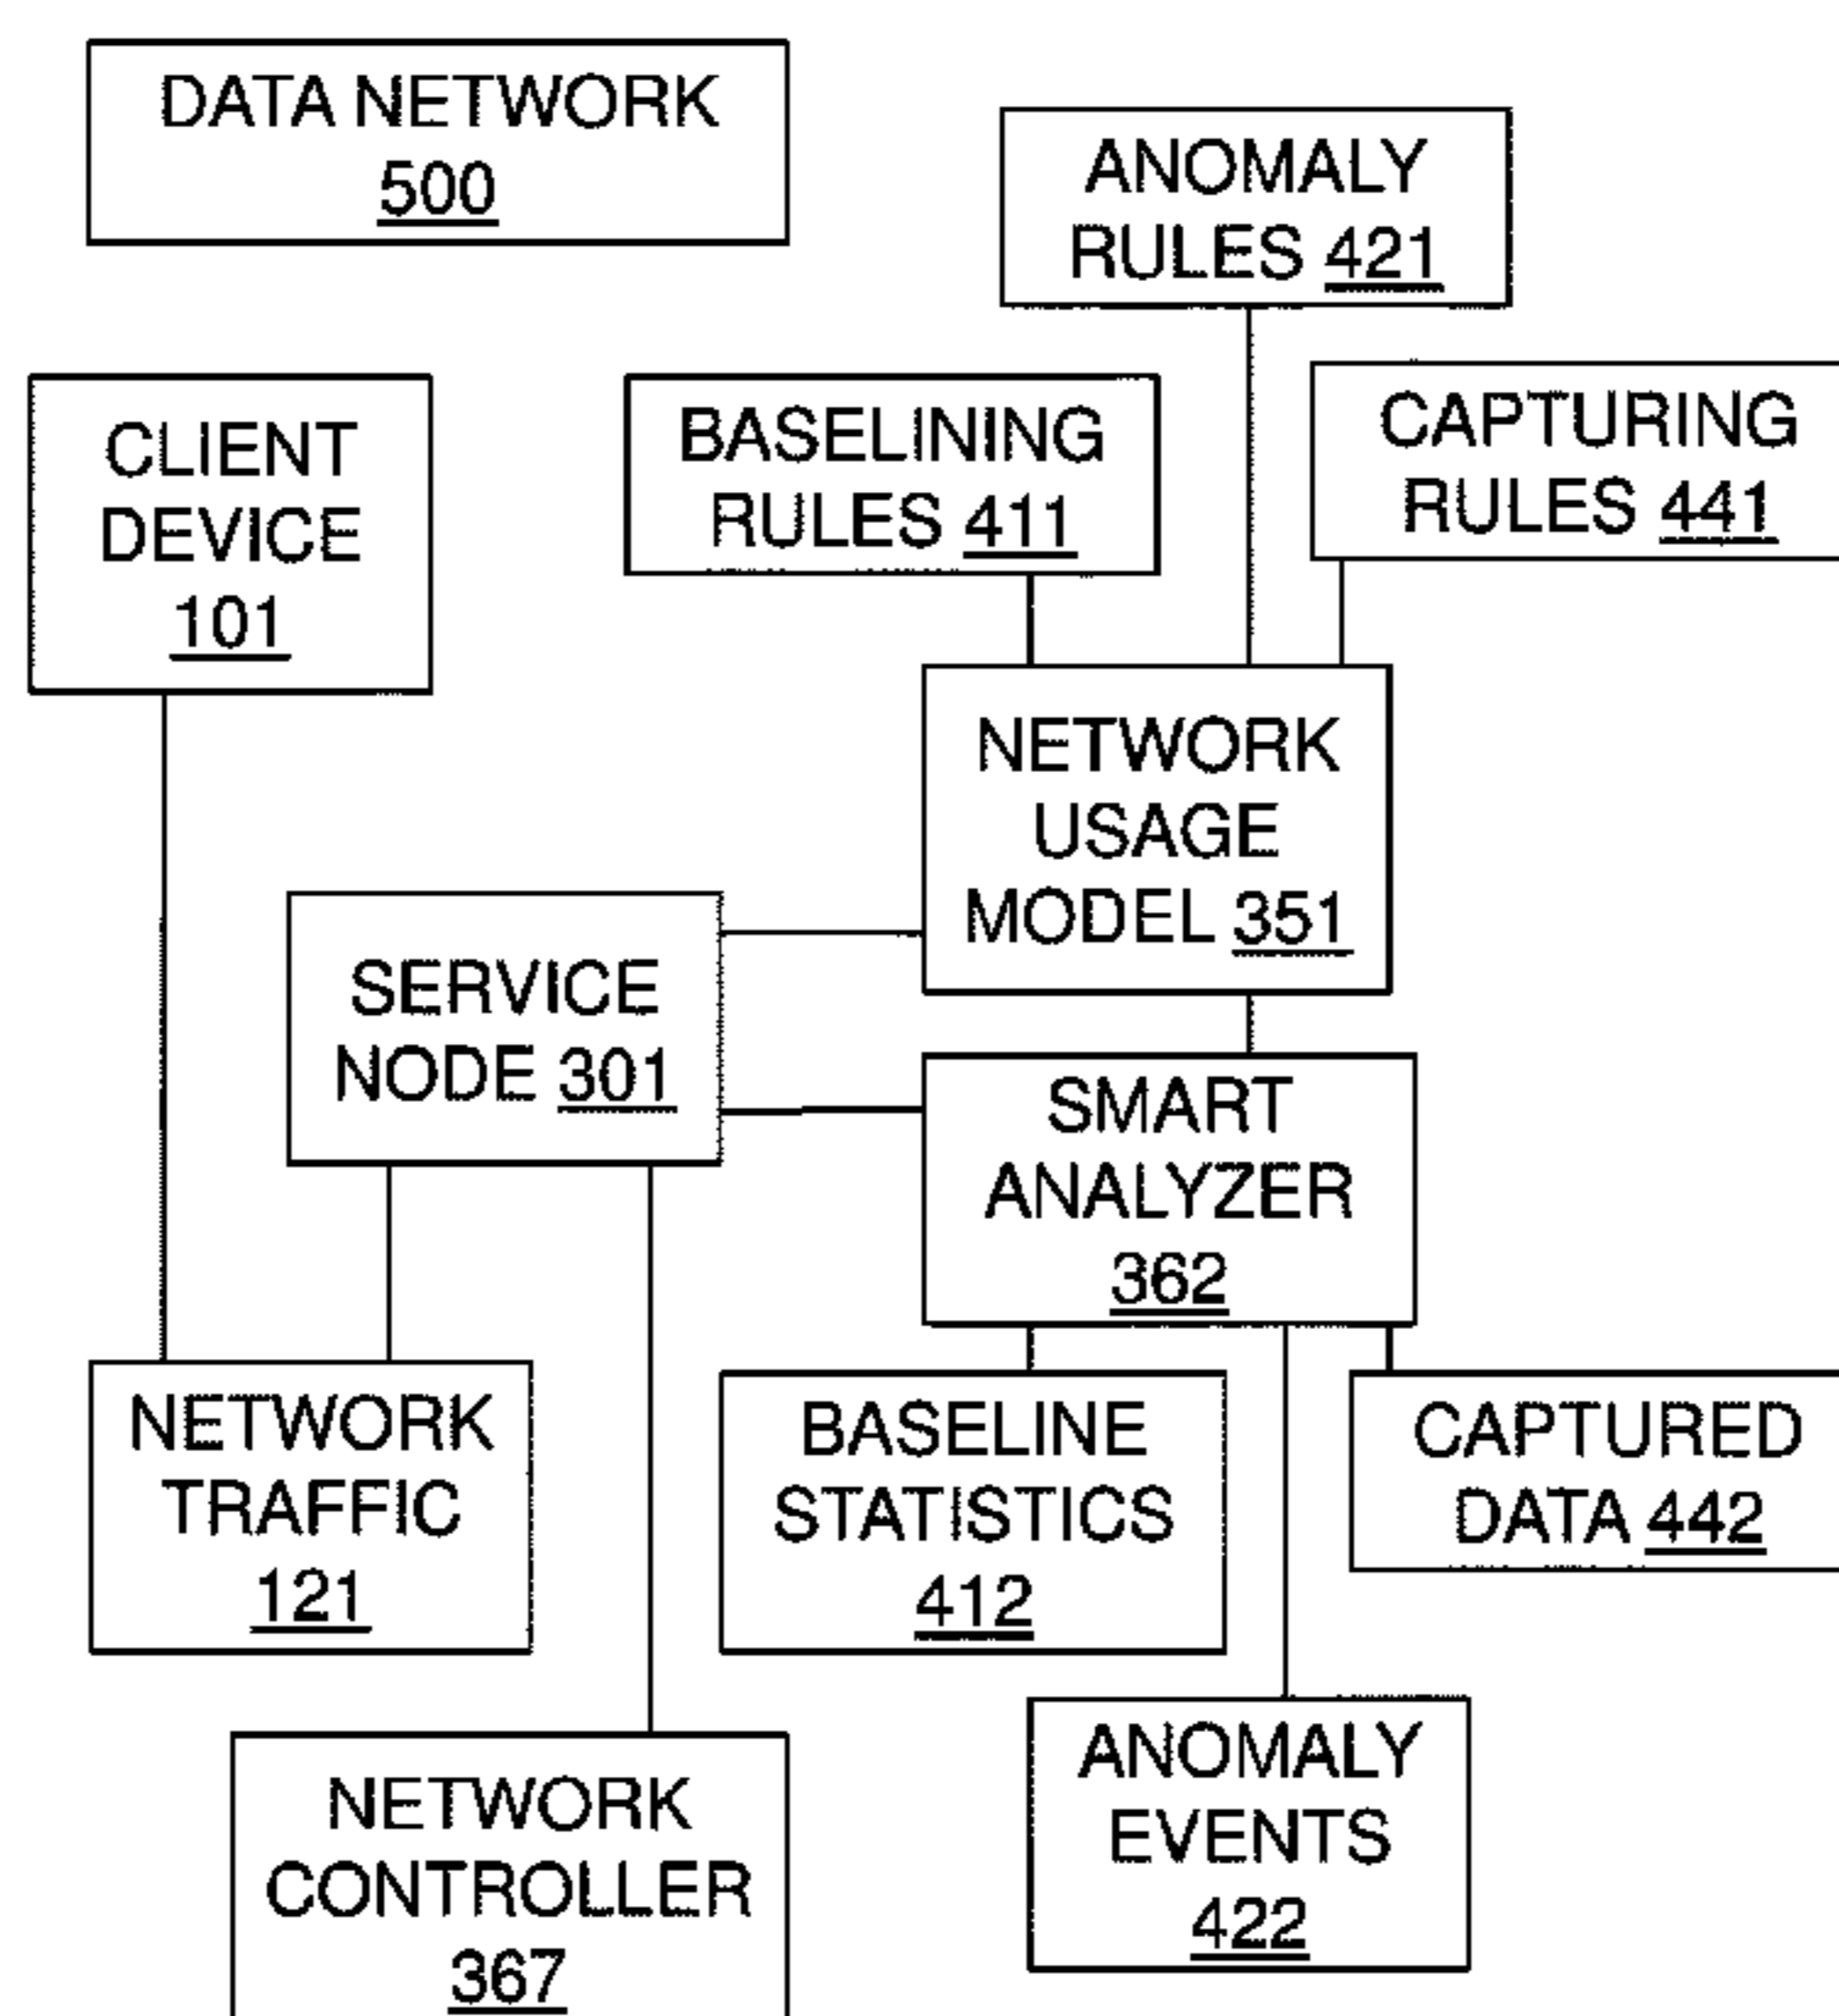 DATA NETWORK
500
ANOMALY
RULES 421
CLIENT
DEVICE
101
BASELINING
RULES 411
CAPTURING
RULES 441
NETWORK
USAGE
MODEL 351
SERVICE
NODE 301
SMART
ANALYZER
362
NETWORK
TRAFFIC
121
BASELINE
STATISTICS
412
CAPTURED
DATA 442
NETWORK
CONTROLLER
367
ANOMALY
EVENTS
422